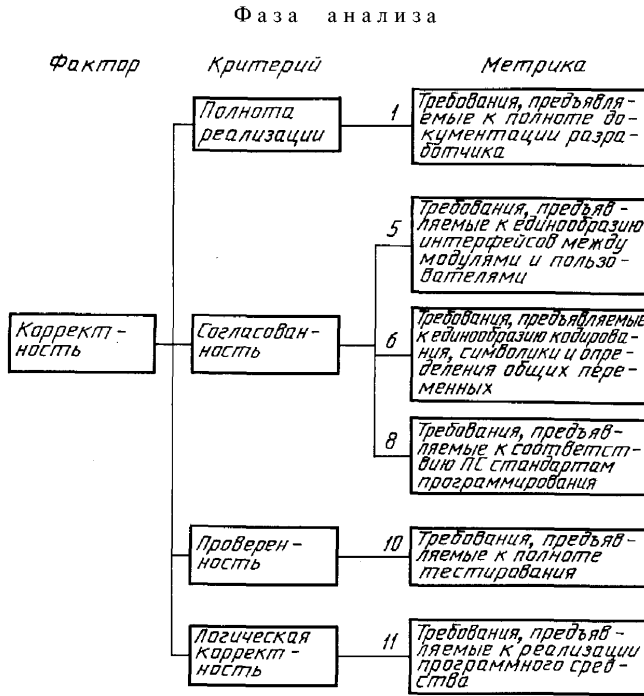 Фаза анализа
Фактор Критерий Метрика
Полнота
реализации
1
Требования, предъявля-
емые к полноте до-
кументации разра-
ботчика
5
Требования, предъяв-
ляемые к единообразию
интерфейсов между
модулями и пользо-
вателями
Коррект-
ность
Согласован-
ность
6
Требования, предъявляемые
к единообразию кодирова-
ния, символики и опре-
деления общих пере-
менных
8
Требования, предъяв-
ляемые к соответст-
вию ПС стандартам
программирования
Проверен-
ность
10
Требования, предъяв-
ляемые к полноте
тестирования
Логическая
коррект-
ность
11
Требования, предъяв-
ляемые к реализации
программного сред-
ства